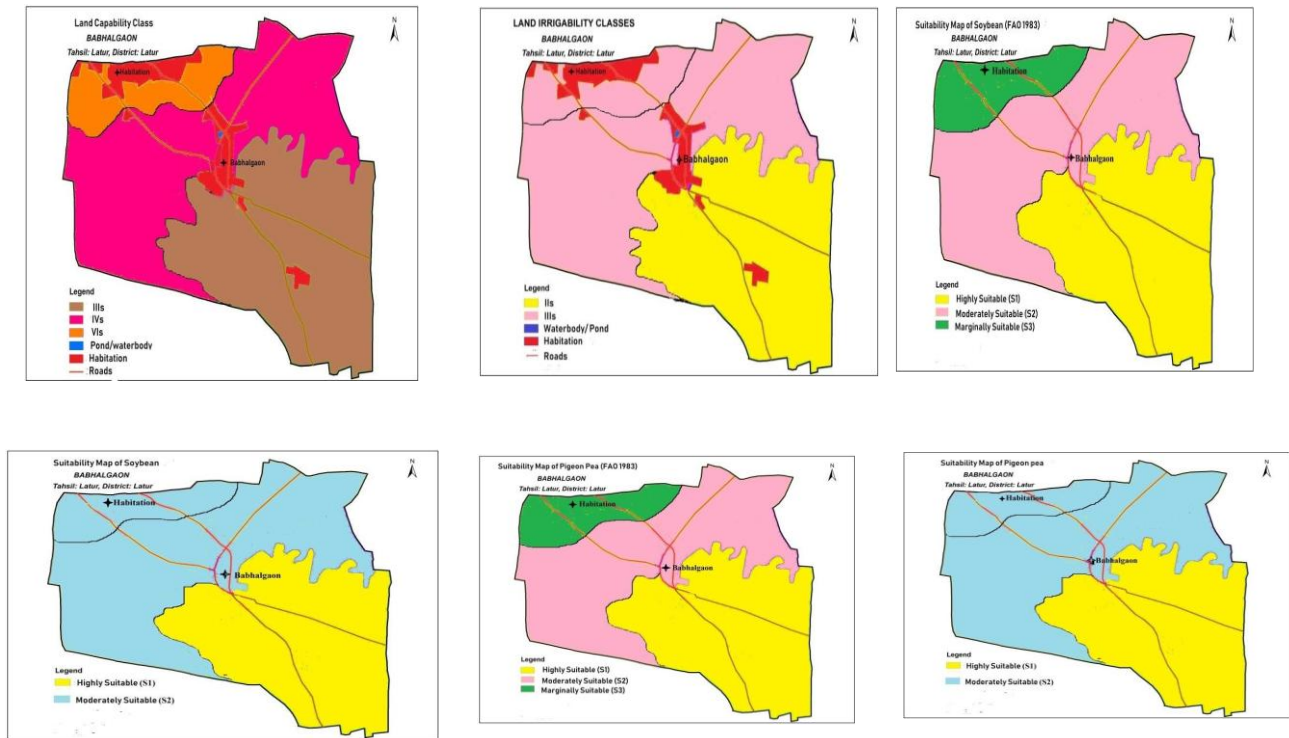 Land Capability Class
BABHALGAON
Tahsil: Latur, District: Latur
N
Habitation
Babhalgaon
Legend
IIIs
IVs
VIs
Pond/waterbody
Habitation
Roads
LAND IRRIGABILITY CLASSES
BABHALGAON
Tahsil: Latur, District: Latur
N
Habitation
Babhalgaon
Legend
IIs
IIIs
Waterbody/ Pond
Habitation
Roads
Suitability Map of Soybean (FAO 1983)
BABHALGAON
Tahsil: Latur, District: Latur
N
Habitation
Babhalgaon
Legend
Highly Suitable (S1)
Moderately Suitable (S2)
Marginally Suitable (S3)
Suitability Map of Soybean
BABHALGAON
Tahsil: Latur, District: Latur
N
Habitation
Babhalgaon
Legend
Highly Suitable (S1)
Moderately Suitable (S2)
Suitability Map of Pigeon Pea (FAO 1983)
BABHALGAON
Tahsil: Latur, District: Latur
N
Habitation
Babhalgaon
Legend
Highly Suitable (S1)
Moderately Suitable (S2)
Marginally Suitable (S3)
Suitability Map of Pigeon pea
BABHALGAON
Tahsil: Latur, District: Latur
N
Habitation
Babhalgaon
Legend
Highly Suitable (S1)
Moderately Suitable (S2)